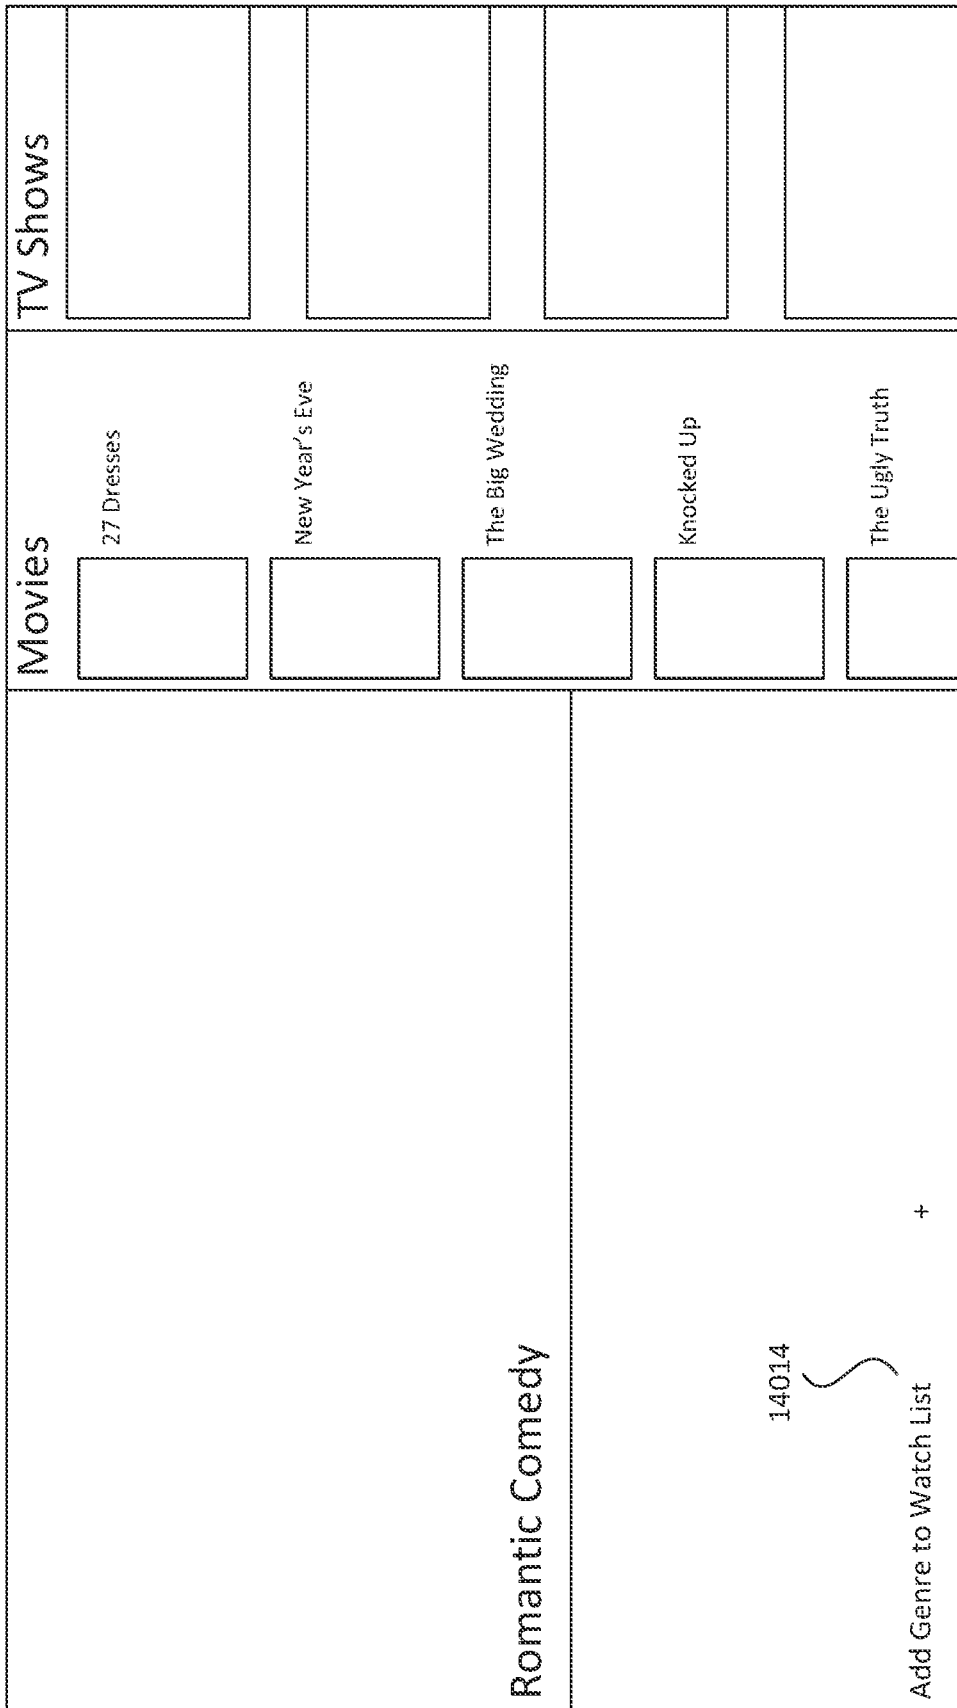 Romantic Comedy
14014
Add Genre to Watch List +
Movies
27 Dresses
New Year's Eve
The Big Wedding
Knocked Up
The Ugly Truth
TV Shows